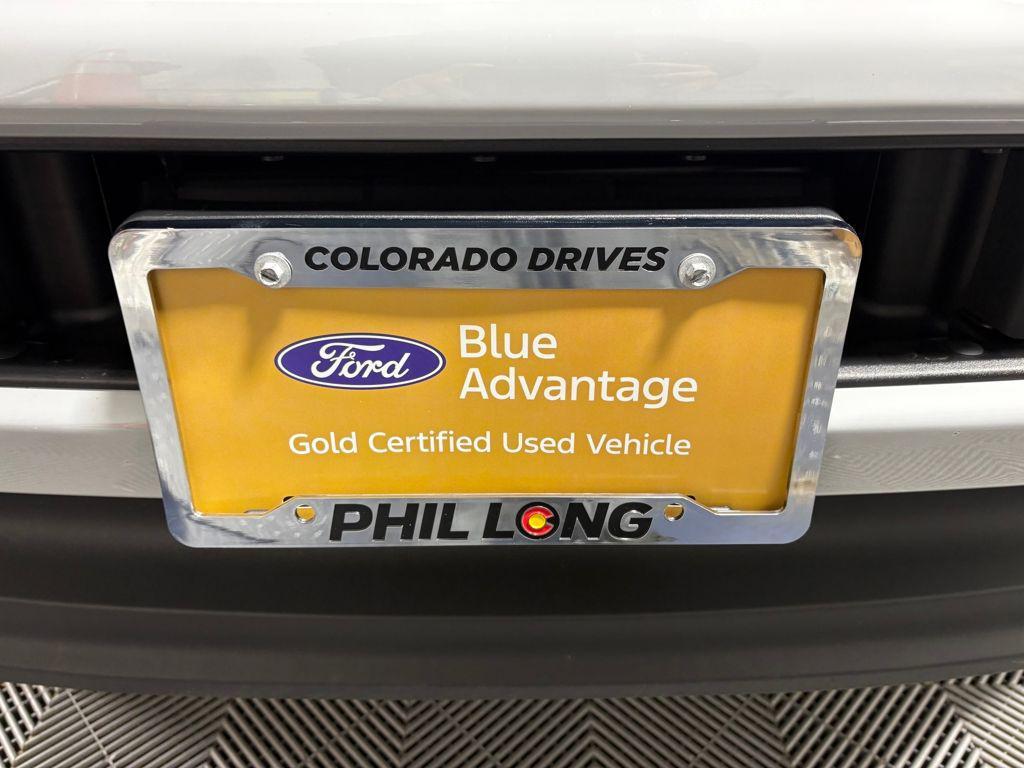 COLORADO DRIVES
Ford
Blue
Advantage
Gold Certified Used Vehicle
PHIL LONG